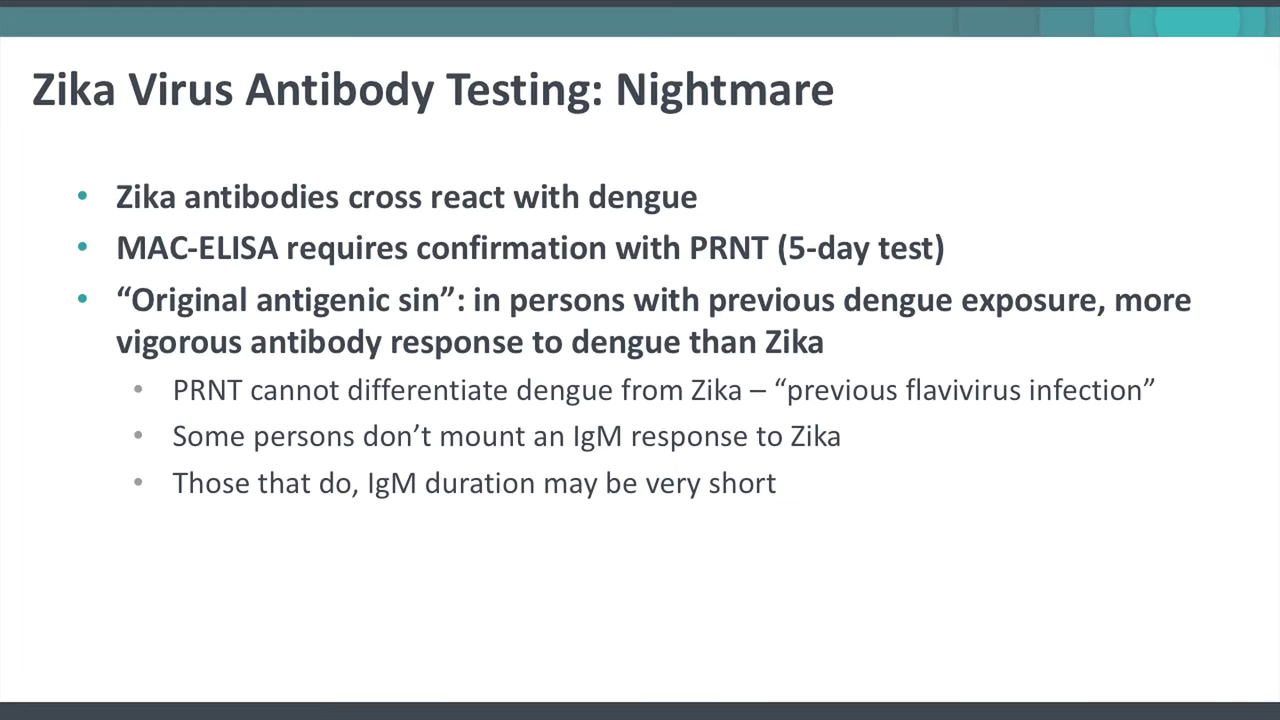 Zika Virus Antibody Testing: Nightmare
• Zika antibodies cross react with dengue
• MAC-ELISA requires confirmation with PRNT (5-day test)
• “Original antigenic sin”: in persons with previous dengue exposure, more
vigorous antibody response to dengue than Zika
• PRNT cannot differentiate dengue from Zika – “previous flavivirus infection”
• Some persons don’t mount an IgM response to Zika
• Those that do, IgM duration may be very short